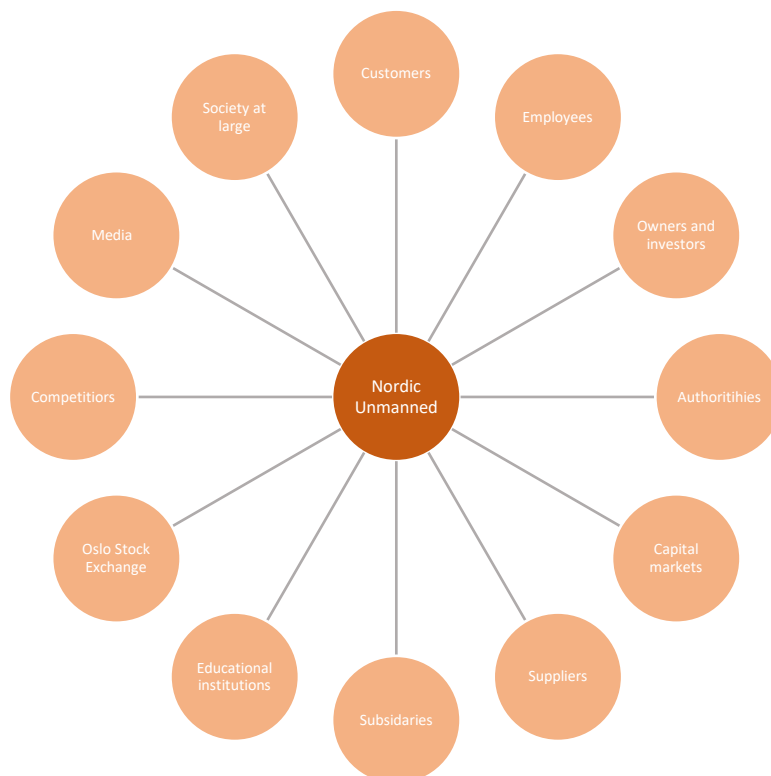 Customers
Employees
Owners and
investors
Authoritihies
Capital
markets
Suppliers
Subsidaries
Educational
institutions
Oslo Stock
Exchange
Competitiors
Media
Society at
large
Nordic
Unmanned